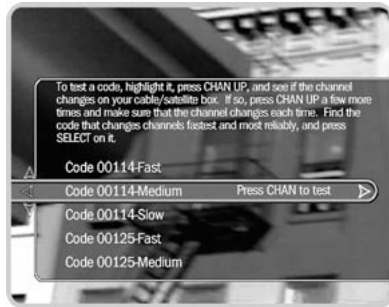 To test a code, highlight it, press CHAN UP, and see if the channel
changes on your cable/satellite box. If so, press CHAN UP a few more
times and make sure that the channel changes each time. Find the
code that changes channels fastest and most reliably, and press
SELECT on it.
Code 00114-Fast
Code 00114-Medium Press CHAN to test
Code 00114-Slow
Code 00125-Fast
Code 00125-Medium